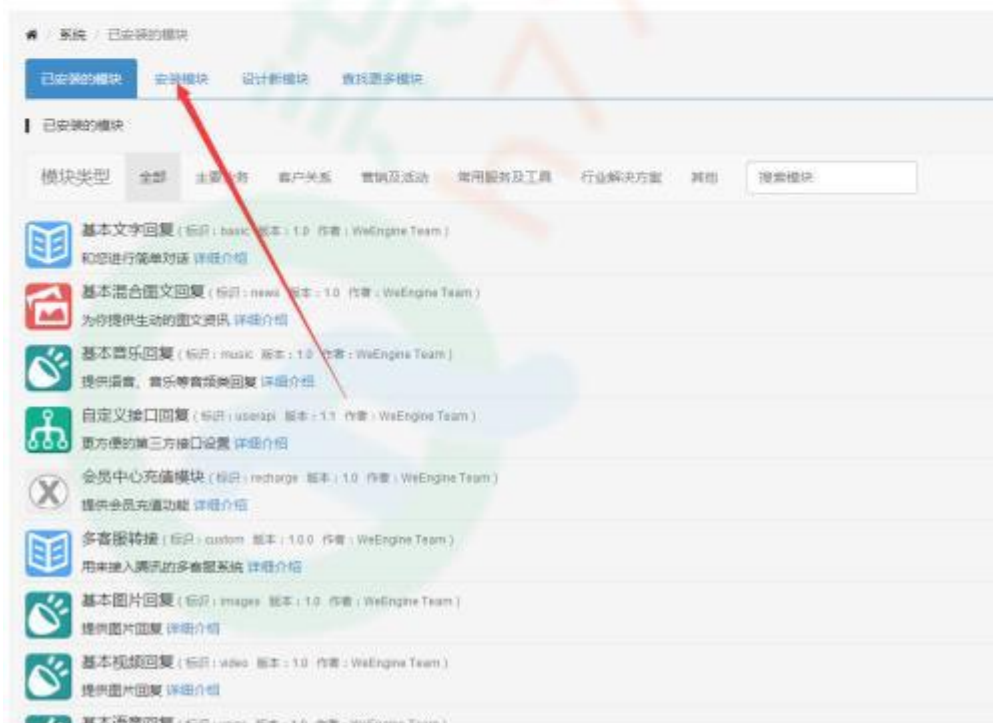 系统 / 已安装的模块
已安装的模块 安装模块 设计新模块 查找更多模块
已安装的模块
模块类型 全部 主要业务 客户关系 营销及活动 常用服务及工具 行业解决方案 其他 搜索模块
基本文字回复 ( 标识 : basic 版本 : 1.0 作者 : WeEngine Team )
和您进行简单对话 详细介绍
基本混合图文回复 ( 标识 : news 版本 : 1.0 作者 : WeEngine Team )
为你提供生动的图文资讯 详细介绍
基本音乐回复 ( 标识 : music 版本 : 1.0 作者 : WeEngine Team )
提供语音、音乐等音频类回复 详细介绍
自定义接口回复 ( 标识 : userapi 版本 : 1.1 作者 : WeEngine Team )
更方便的第三方接口设置 详细介绍
会员中心充值模块 ( 标识 : recharge 版本 : 1.0 作者 : WeEngine Team )
提供会员充值功能 详细介绍
多客服转接 ( 标识 : custom 版本 : 1.0.0 作者 : WeEngine Team )
用来接入腾讯的多客服系统 详细介绍
基本图片回复 ( 标识 : images 版本 : 1.0 作者 : WeEngine Team )
提供图片回复 详细介绍
基本视频回复 ( 标识 : video 版本 : 1.0 作者 : WeEngine Team )
提供图片回复 详细介绍
基本语音回复